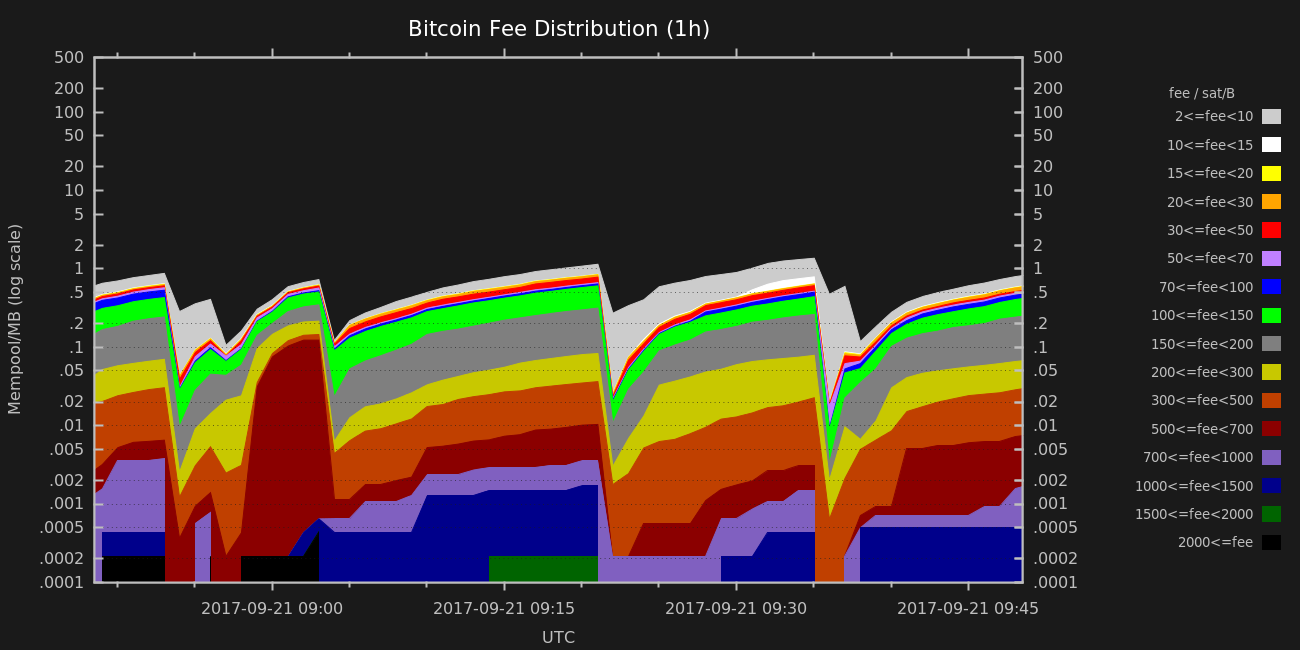 Bitcoin Fee Distribution (1h)
Mempool/MB (log scale)
500
200
100
50
20
10
5
2
1
.5
.2
.1
.05
.02
.01
.005
.002
.001
.0005
.0002
.0001
500
200
100
50
20
10
5
2
1
.5
.2
.1
.05
.02
.01
.005
.002
.001
.0005
.0002
.0001
2017-09-21 09:00
2017-09-21 09:15
2017-09-21 09:30
2017-09-21 09:45
UTC
fee / sat/B
2<=fee<10
10<=fee<15
15<=fee<20
20<=fee<30
30<=fee<50
50<=fee<70
70<=fee<100
100<=fee<150
150<=fee<200
200<=fee<300
300<=fee<500
500<=fee<700
700<=fee<1000
1000<=fee<1500
1500<=fee<2000
2000<=fee